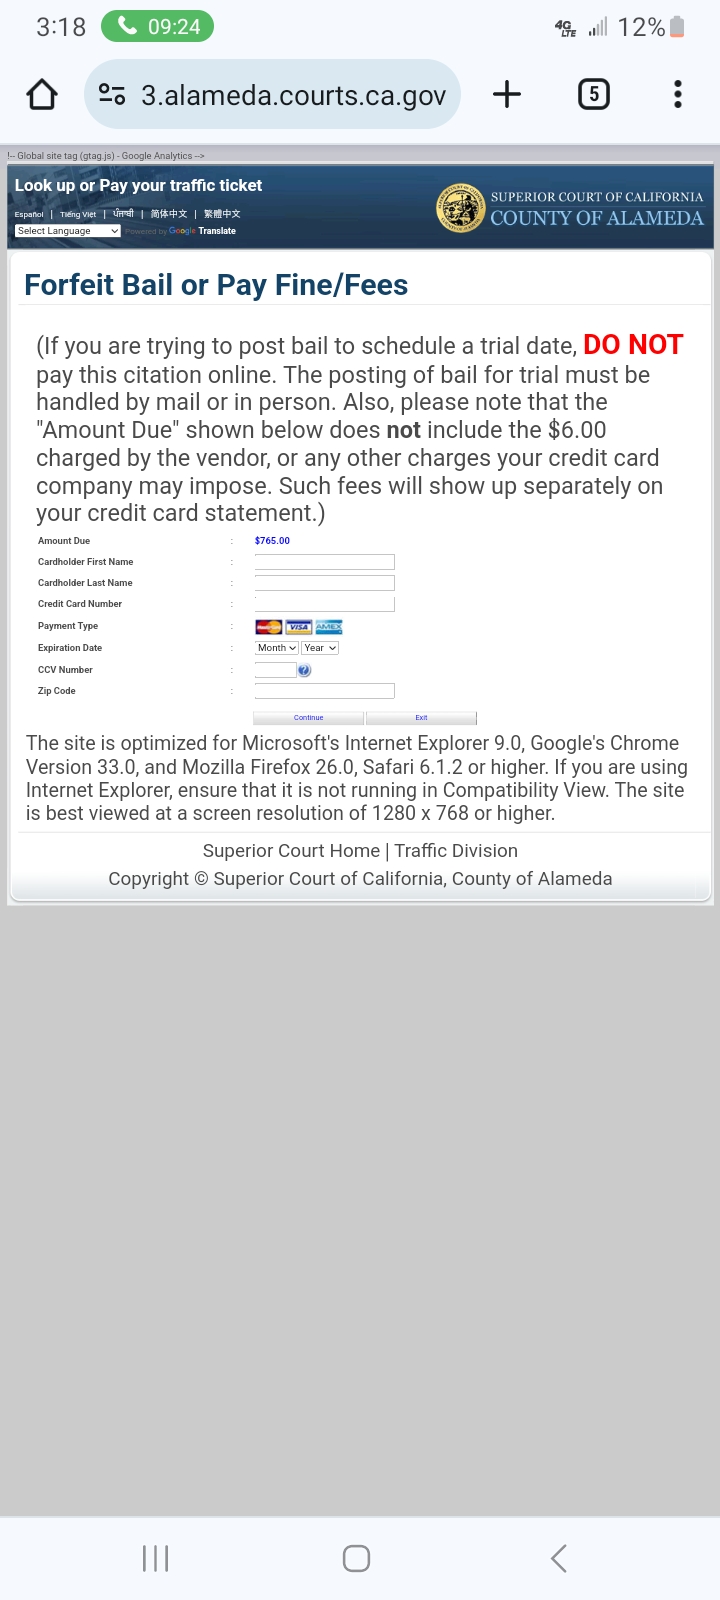 3:18 09:24 4G LTE 12%
3.alameda.courts.ca.gov 5
!-- Global site tag (gtag.js) - Google Analytics -->
Look up or Pay your traffic ticket
Español | Tiếng Việt | ਪੰਜਾਬੀ | 简体中文 | 繁體中文
Select Language Powered by Google Translate
SUPERIOR COURT OF CALIFORNIA
COUNTY OF ALAMEDA
Forfeit Bail or Pay Fine/Fees
(If you are trying to post bail to schedule a trial date, DO NOT
pay this citation online. The posting of bail for trial must be
handled by mail or in person. Also, please note that the
"Amount Due" shown below does not include the $6.00
charged by the vendor, or any other charges your credit card
company may impose. Such fees will show up separately on
your credit card statement.)
Amount Due : $765.00
Cardholder First Name :
Cardholder Last Name :
Credit Card Number :
Payment Type : MasterCard VISA AMEX
Expiration Date : Month Year
CCV Number : ?
Zip Code :
Continue Exit
The site is optimized for Microsoft's Internet Explorer 9.0, Google's Chrome
Version 33.0, and Mozilla Firefox 26.0, Safari 6.1.2 or higher. If you are using
Internet Explorer, ensure that it is not running in Compatibility View. The site
is best viewed at a screen resolution of 1280 x 768 or higher.
Superior Court Home | Traffic Division
Copyright © Superior Court of California, County of Alameda